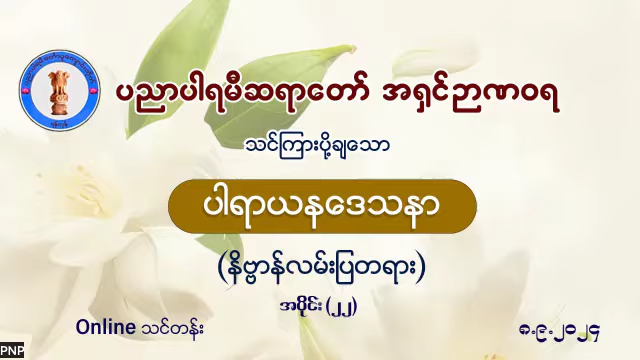 ပညာပါရမီဆရာတော် အရှင်ဉာဏဝရ
သင်ကြားပို့ချသော
ပါရာယနဒေသနာ
(နိဗ္ဗာန်လမ်းပြတရား)
အပိုင်း (၂၂)
Online သင်တန်း ၈.၉.၂၀၂၄
PNP